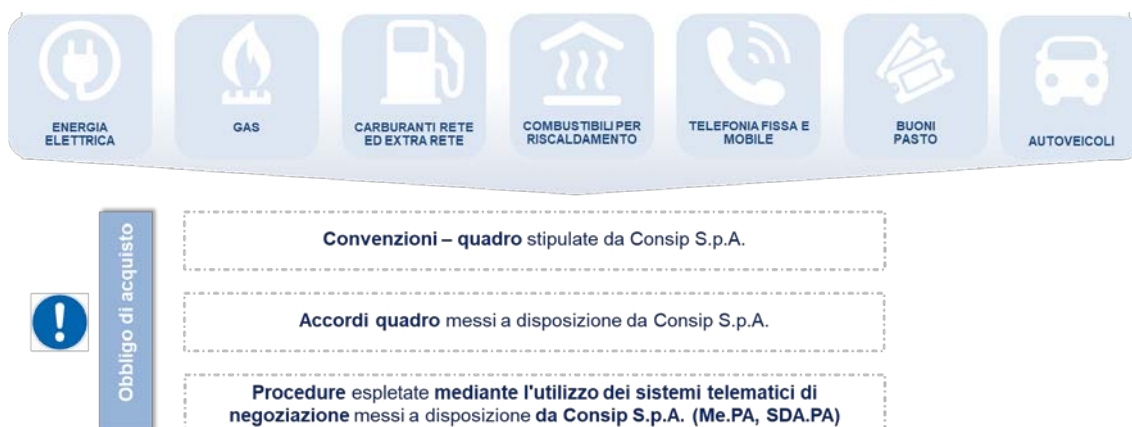 ENERGIA
ELETTRICA
GAS
CARBURANTI RETE
ED EXTRA RETE
COMBUSTIBILI PER
RISCALDAMENTO
TELEFONIA FISSA E
MOBILE
BUONI
PASTO
AUTOVEICOLI
Obbligo di acquisto
Convenzioni – quadro stipulate da Consip S.p.A.
Accordi quadro messi a disposizione da Consip S.p.A.
Procedure espletate mediante l'utilizzo dei sistemi telematici di
negoziazione messi a disposizione da Consip S.p.A. (Me.PA, SDA.PA)